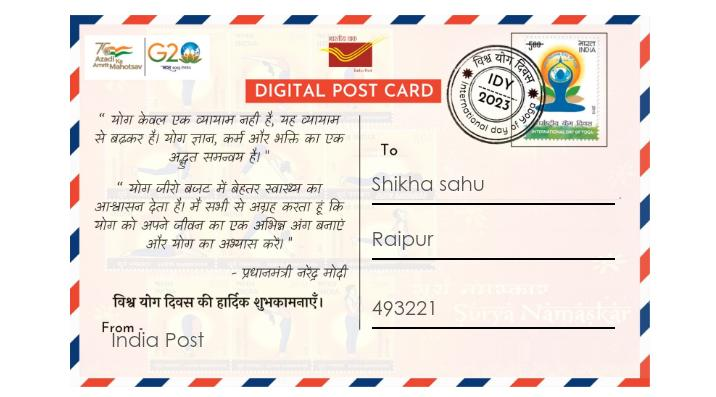 Azadi Ka
Amrit Mahotsav
G20
भारतीय डाक
India Post
DIGITAL POST CARD
विश्व योग दिवस
IDY
2023
International day of yoga
500
भारत
INDIA
INTERNATIONAL DAY OF YOGA
“ योग केवल एक व्यायाम नहीं है, यह व्यायाम
से बढ़कर है। योग ज्ञान, कर्म और भक्ति का एक
अद्भुत समन्वय है। "
“ योग जीरो बजट में बेहतर स्वास्थ्य का
आश्वासन देता है। मैं सभी से अग्रह करता हूं कि
योग को अपने जीवन का एक अभिन्न अंग बनाएं
और योग का अभ्यास करें। "
- प्रधानमंत्री नरेंद्र मोदी
विश्व योग दिवस की हार्दिक शुभकामनाएँ।
From -
India Post
To
Shikha sahu
Raipur
493221
सूर्य नमस्कार
Surya Namaskar